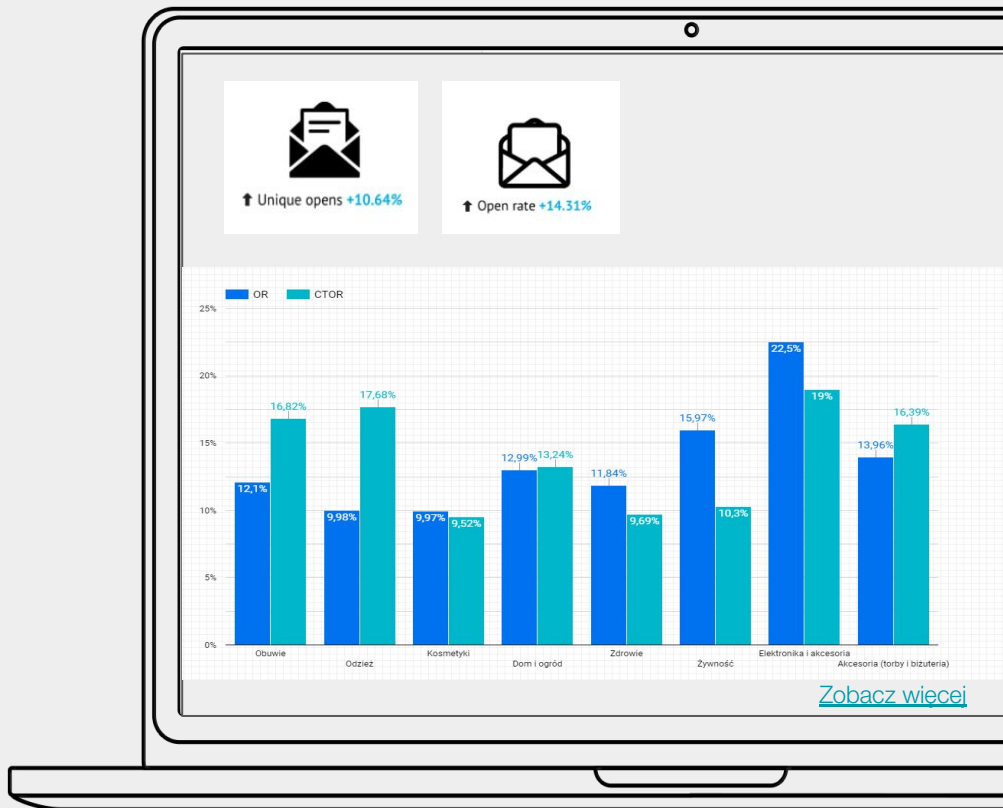 ⬆ Unique opens +10.64%
⬆ Open rate +14.31%
OR CTOR
25%
20%
15%
10%
5%
0%
12,1% 16,82%
9,98% 17,68%
9,97% 9,52%
12,99% 13,24%
11,84% 9,69%
15,97% 10,3%
22,5% 19%
13,96% 16,39%
Obuwie
Odzież
Kosmetyki
Dom i ogród
Zdrowie
Żywność
Elektronika i akcesoria
Akcesoria (torby i biżuteria)
Zobacz więcej